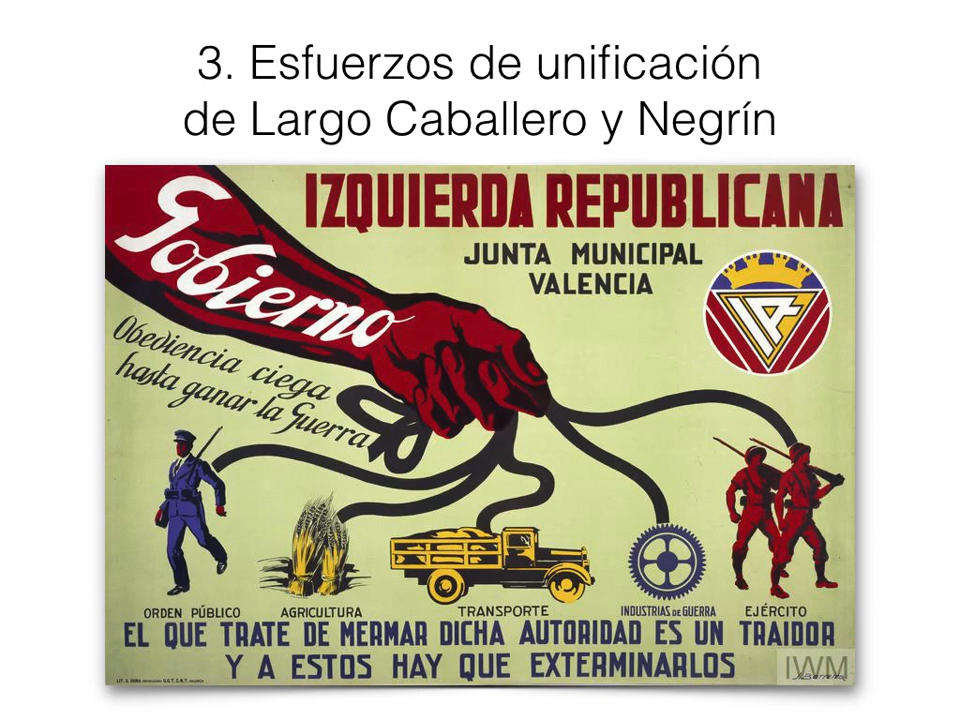 3. Esfuerzos de unificación
de Largo Caballero y Negrín
IZQUIERDA REPUBLICANA
JUNTA MUNICIPAL
VALENCIA
IR
Gobierno
Obediencia ciega
hasta ganar la Guerra
ORDEN PÚBLICO
AGRICULTURA
TRANSPORTE
INDUSTRIAS DE GUERRA
EJÉRCITO
EL QUE TRATE DE MERMAR DICHA AUTORIDAD ES UN TRAIDOR
Y A ESTOS HAY QUE EXTERMINARLOS
IWM